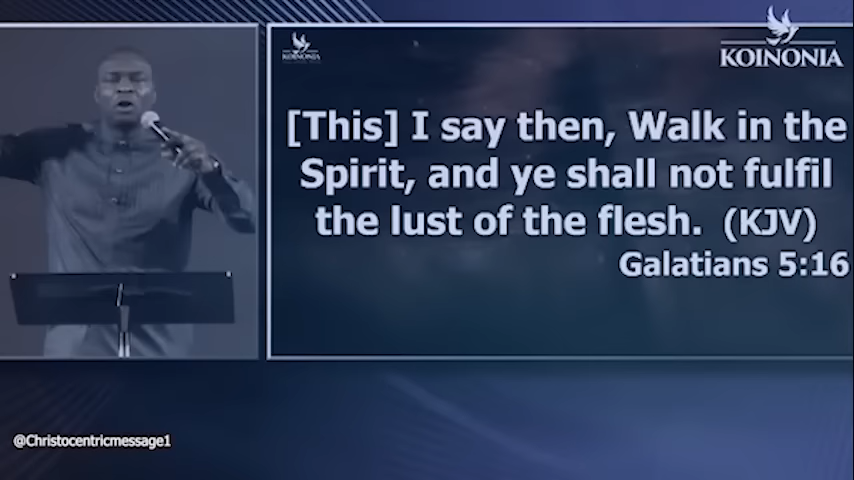 KOINONIA
KOINONIA
[This] I say then, Walk in the
Spirit, and ye shall not fulfil
the lust of the flesh. (KJV)
Galatians 5:16
@Christocentricmessage1